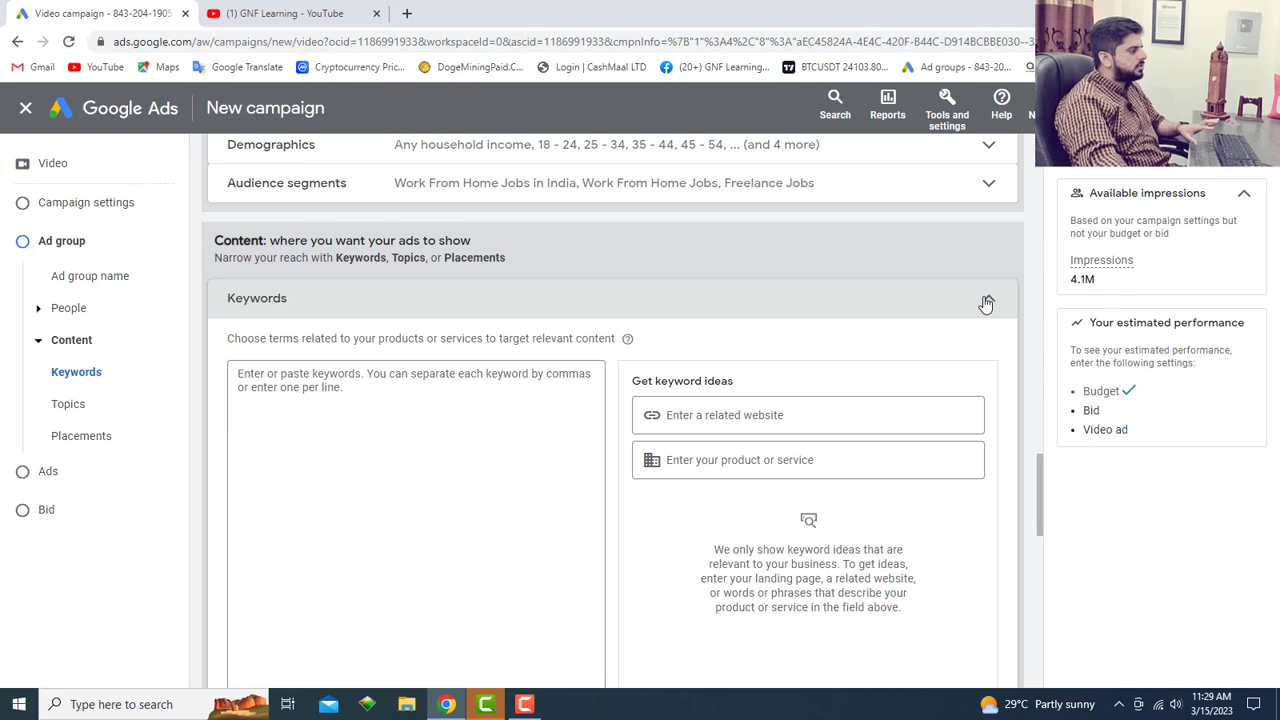 Video campaign - 843-204-1905
(1) GNF Learning - YouTube
ads.google.com/aw/campaigns/new/video?ocid=1186991933&workspaceId=0&ascid=1186991933&cmpnInfo=%7B"1"%3A4%2C"8"%3A"aEC45824A-4E4C-420F-B44C-D914BCBBE030--3
Gmail
YouTube
Maps
Google Translate
Cryptocurrency Pric...
DogeMiningPaid.C...
Login | CashMaal LTD
(20+) GNF Learning...
BTCUSDT 24103.80...
Ad groups - 843-20...
Google Ads
New campaign
Search
Reports
Tools and
settings
Help
Video
Campaign settings
Ad group
Ad group name
People
Content
Keywords
Topics
Placements
Ads
Bid
Demographics
Any household income, 18 - 24, 25 - 34, 35 - 44, 45 - 54, ... (and 4 more)
Audience segments
Work From Home Jobs in India, Work From Home Jobs, Freelance Jobs
Content: where you want your ads to show
Narrow your reach with Keywords, Topics, or Placements
Keywords
Choose terms related to your products or services to target relevant content
Enter or paste keywords. You can separate each keyword by commas
or enter one per line.
Get keyword ideas
Enter a related website
Enter your product or service
We only show keyword ideas that are
relevant to your business. To get ideas,
enter your landing page, a related website,
or words or phrases that describe your
product or service in the field above.
Available impressions
Based on your campaign settings but
not your budget or bid
Impressions
4.1M
Your estimated performance
To see your estimated performance,
enter the following settings:
• Budget
• Bid
• Video ad
Type here to search
29°C Partly sunny
11:29 AM
3/15/2023